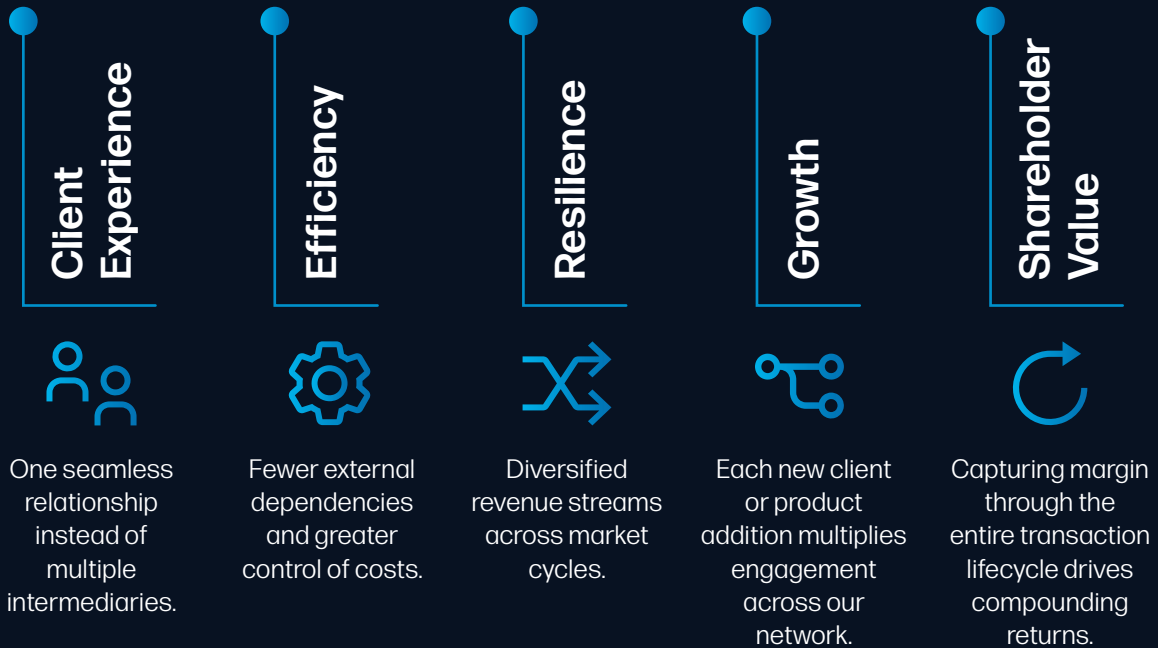 Client
Experience
One seamless
relationship
instead of
multiple
intermediaries.
Efficiency
Fewer external
dependencies
and greater
control of costs.
Resilience
Diversified
revenue streams
across market
cycles.
Growth
Each new client
or product
addition multiplies
engagement
across our
network.
Shareholder
Value
Capturing margin
through the
entire transaction
lifecycle drives
compounding
returns.